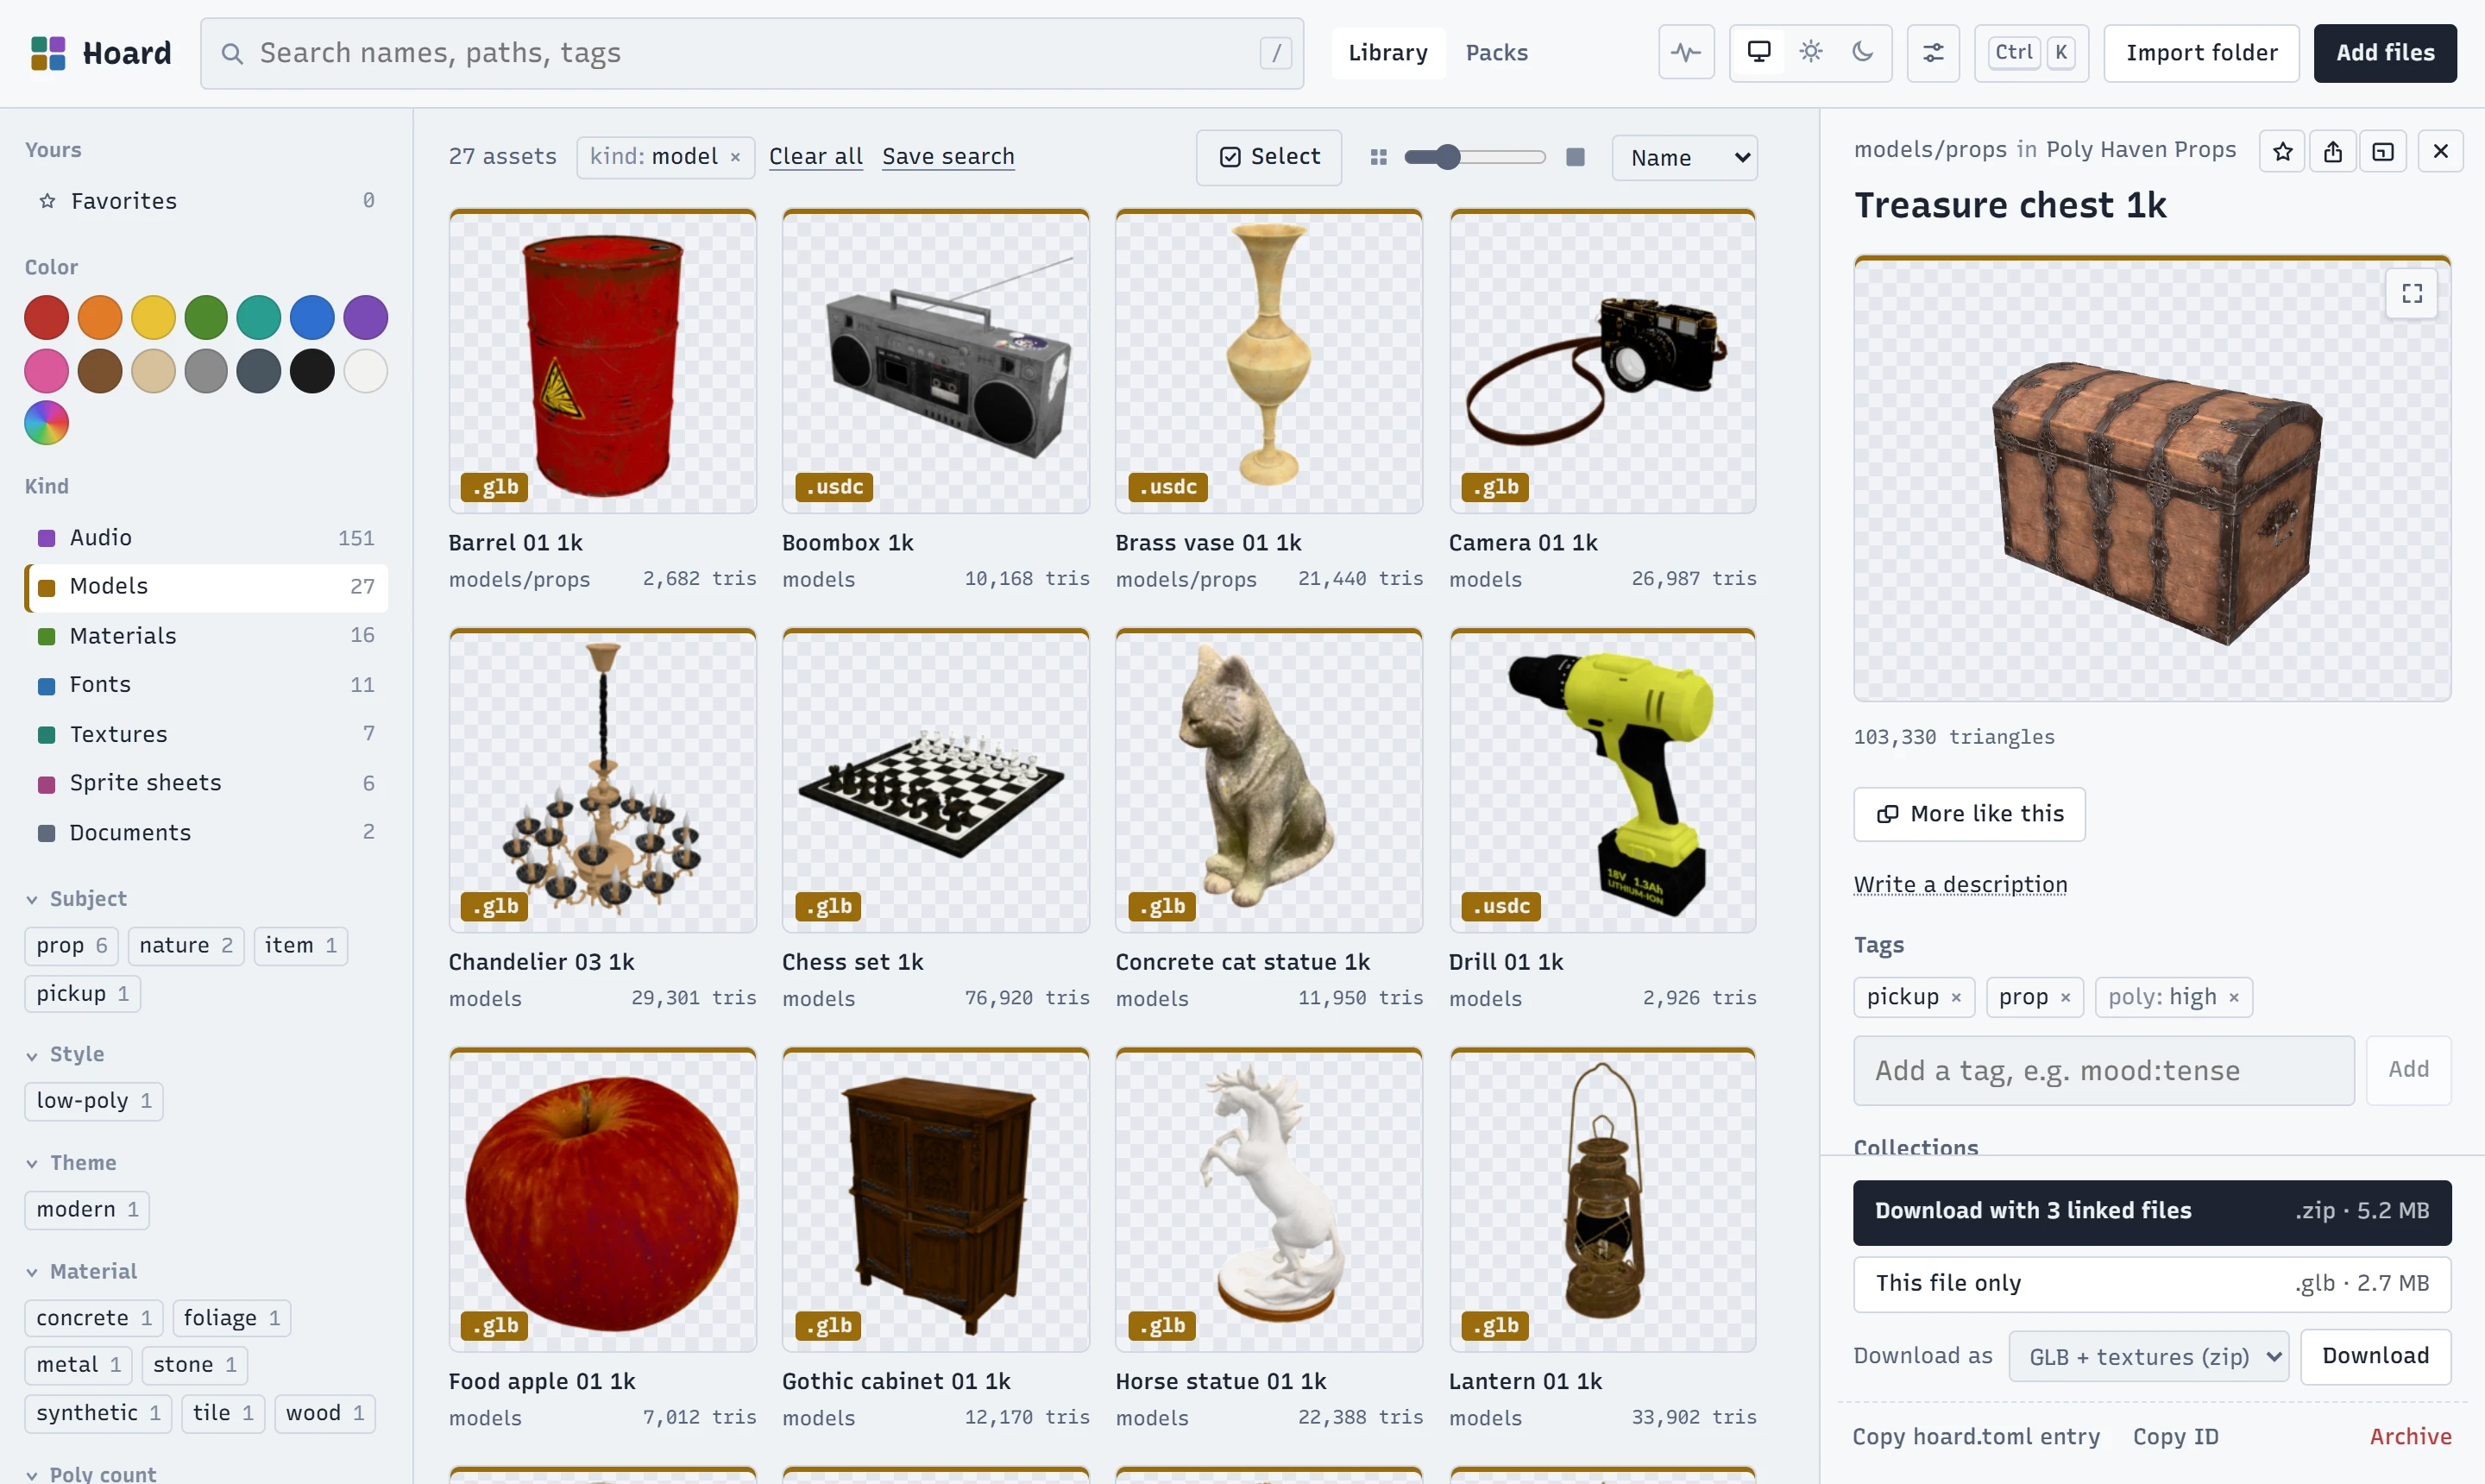 Hoard
Search names, paths, tags
/
Library
Packs
Ctrl
K
Import folder
Add files
Yours
Favorites 0
Color
Kind
Audio 151
Models 27
Materials 16
Fonts 11
Textures 7
Sprite sheets 6
Documents 2
Subject
prop 6
nature 2
item 1
pickup 1
Style
low-poly 1
Theme
modern 1
Material
concrete 1
foliage 1
metal 1
stone 1
synthetic 1
tile 1
wood 1
Poly count
27 assets
kind: model ×
Clear all
Save search
Select
Name
.glb
Barrel 01 1k
models/props 2,682 tris
.usdc
Boombox 1k
models 10,168 tris
.usdc
Brass vase 01 1k
models/props 21,440 tris
.glb
Camera 01 1k
models 26,987 tris
.glb
Chandelier 03 1k
models 29,301 tris
.glb
Chess set 1k
models 76,920 tris
.glb
Concrete cat statue 1k
models 11,950 tris
18V 1.3Ah
LITHIUM-ION
.usdc
Drill 01 1k
models 2,926 tris
.glb
Food apple 01 1k
models 7,012 tris
.glb
Gothic cabinet 01 1k
models 12,170 tris
.glb
Horse statue 01 1k
models 22,388 tris
.glb
Lantern 01 1k
models 33,902 tris
models/props in Poly Haven Props
Treasure chest 1k
103,330 triangles
More like this
Write a description
Tags
pickup ×
prop ×
poly: high ×
Add a tag, e.g. mood:tense
Add
Collections
Download with 3 linked files .zip · 5.2 MB
This file only .glb · 2.7 MB
Download as
GLB + textures (zip)
Download
Copy hoard.toml entry
Copy ID
Archive